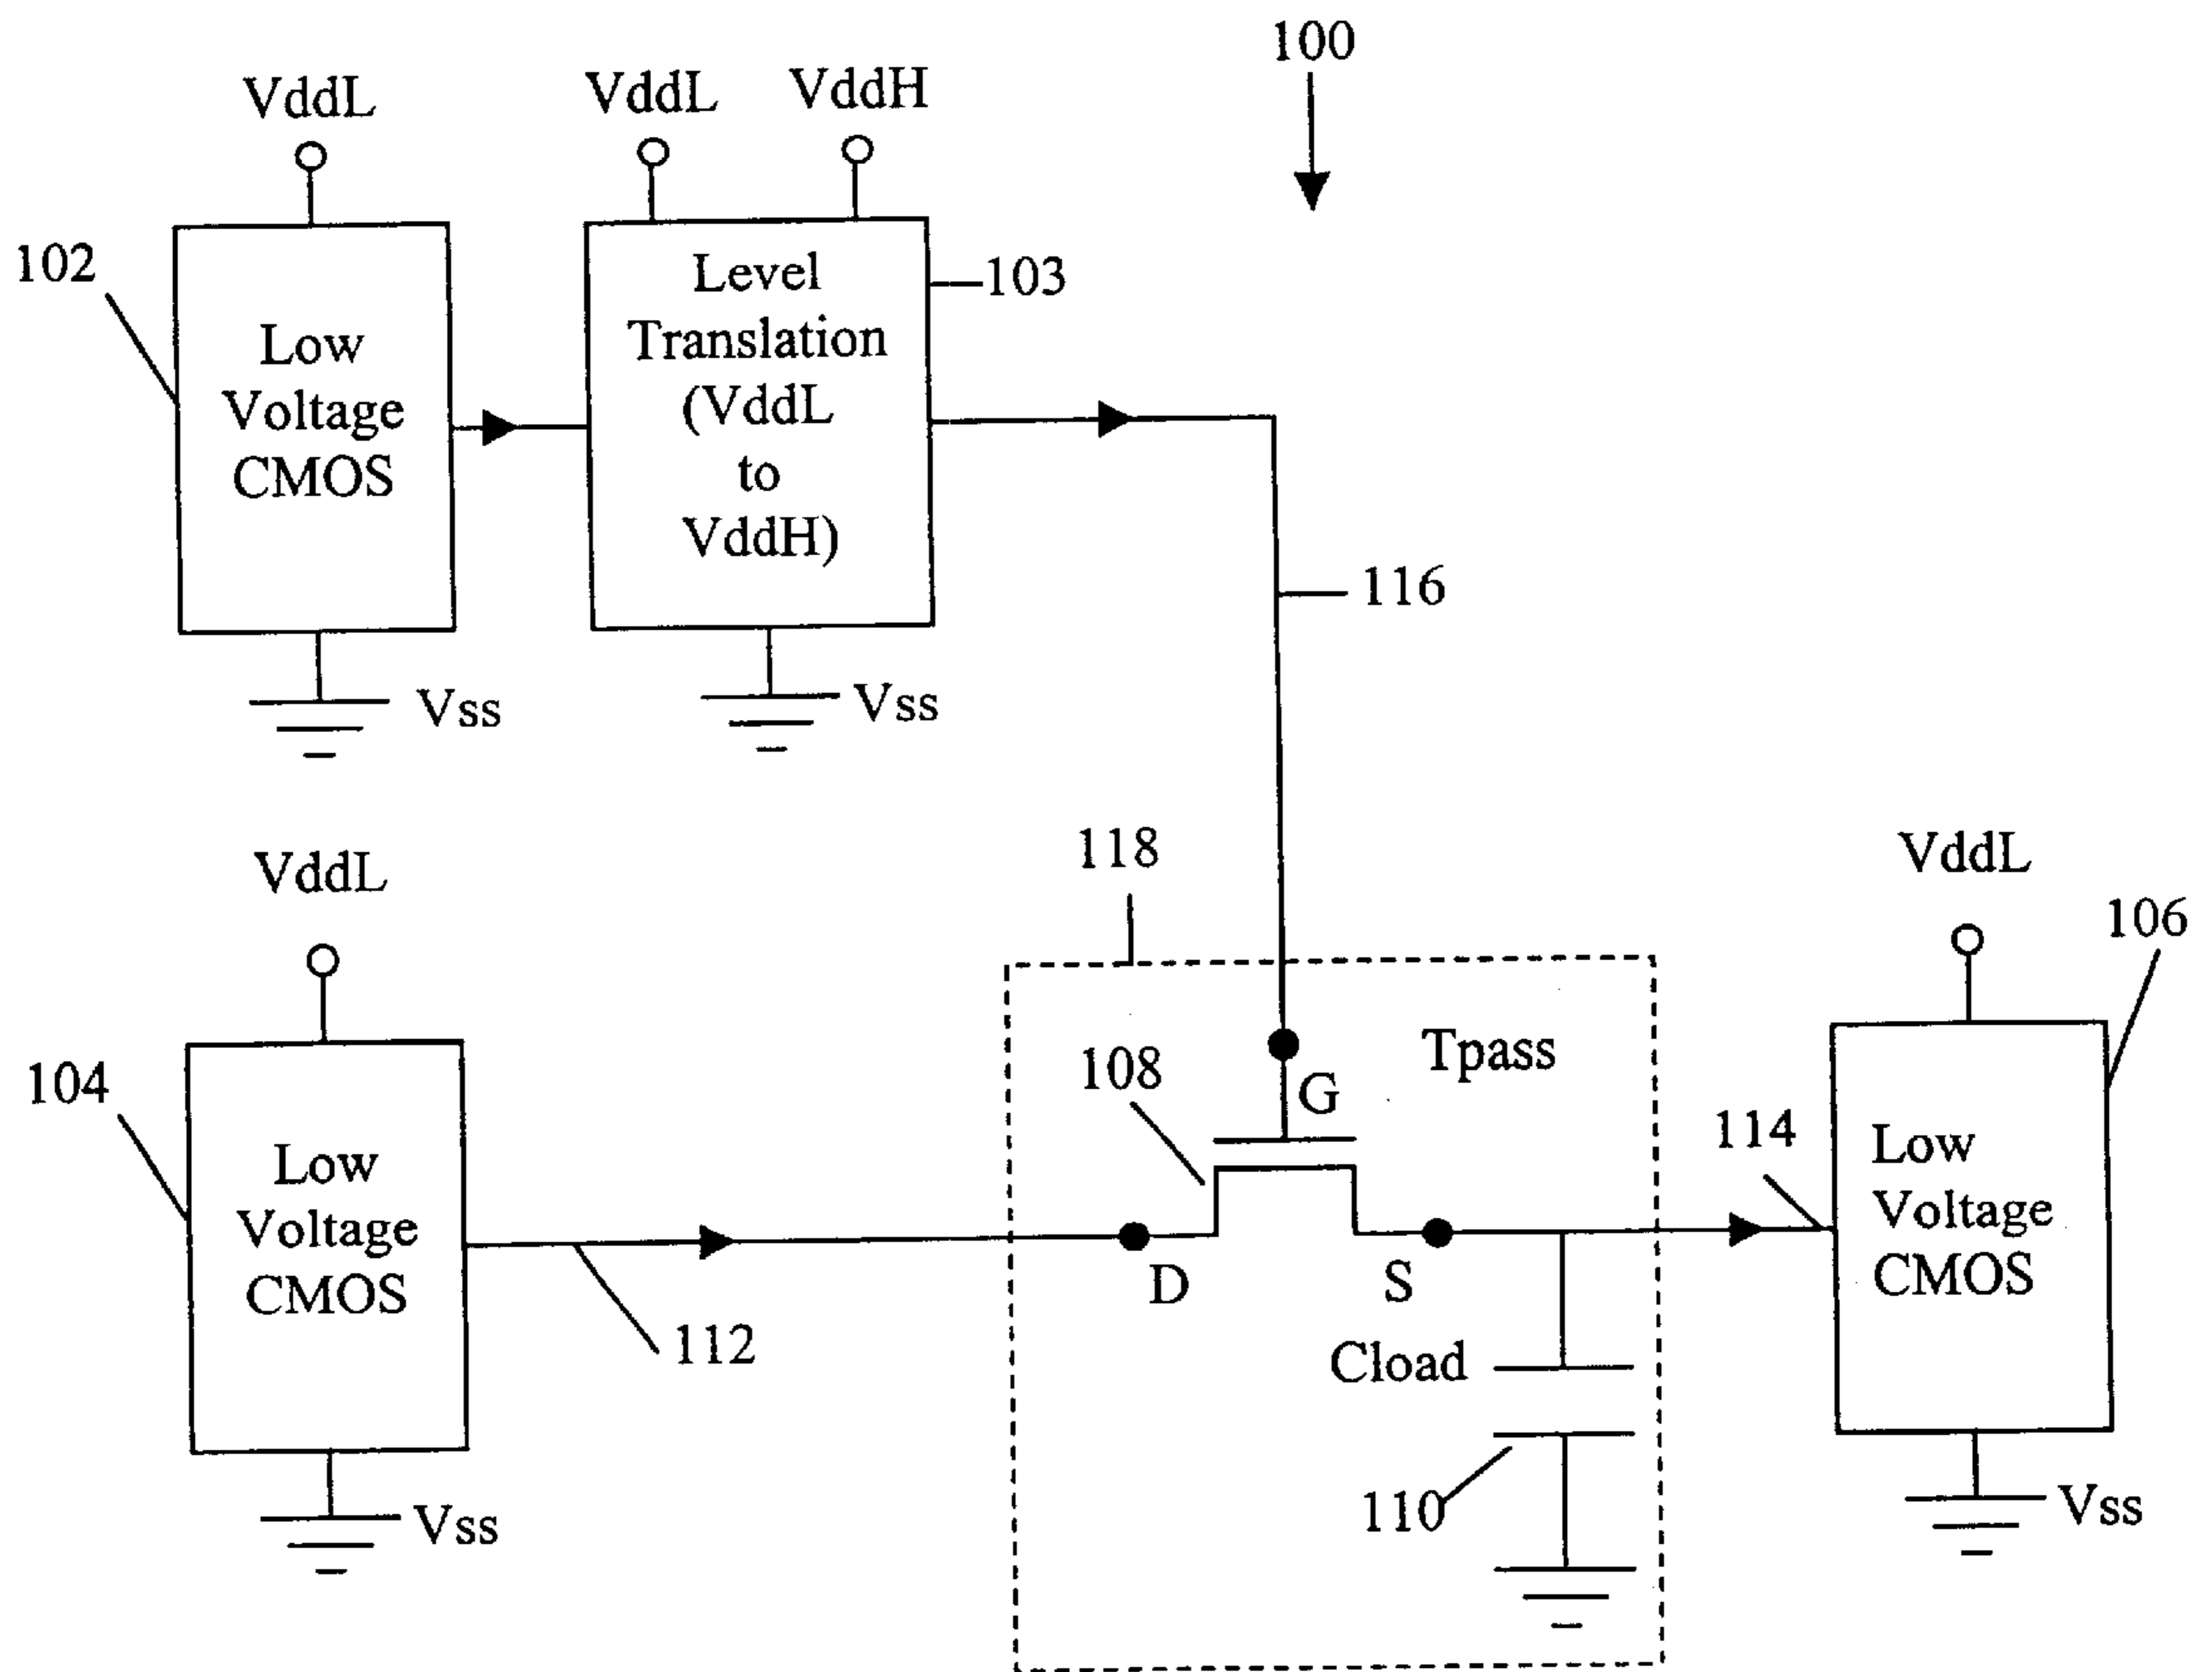 100
VddL
VddL
VddH
102
Low
Voltage
CMOS
Level
Translation
(VddL
to
VddH)
103
116
Vss
Vss
118
VddL
VddL
106
104
Low
Voltage
CMOS
112
108
G
Tpass
D
S
Cload
110
114
Low
Voltage
CMOS
Vss
Vss